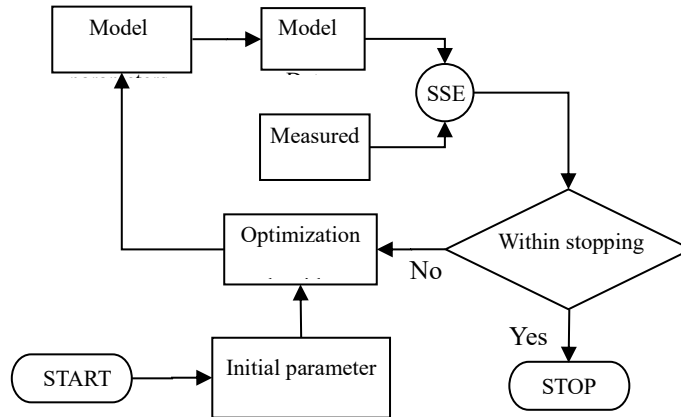 Model
Model
SSE
Measured
Optimization
Within stopping
No
Yes
Initial parameter
START
STOP